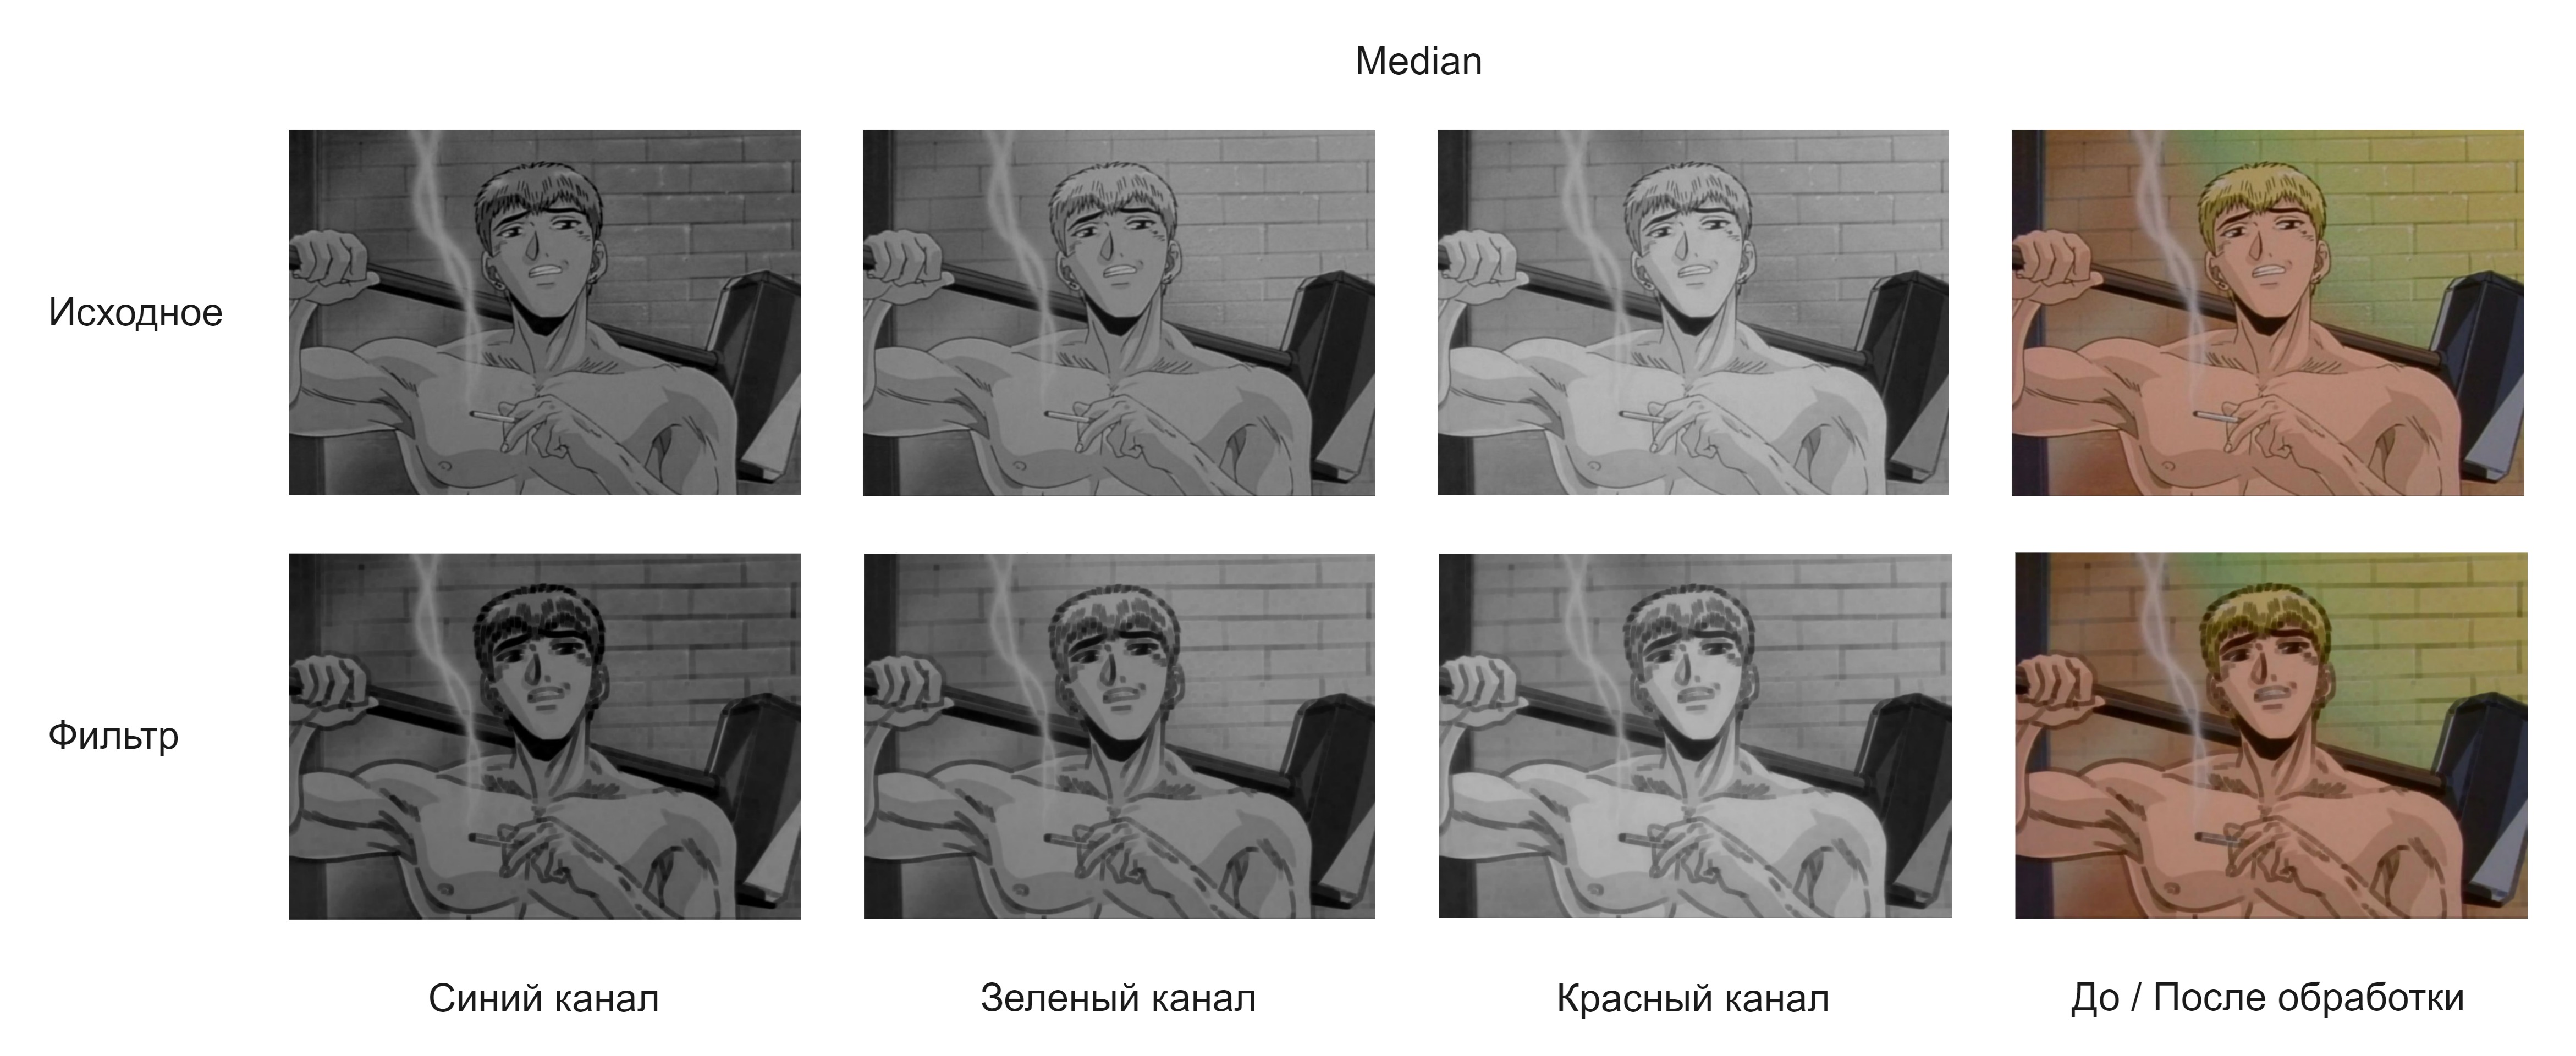 Median
Исходное
Фильтр
Синий канал
Зеленый канал
Красный канал
До / После обработки